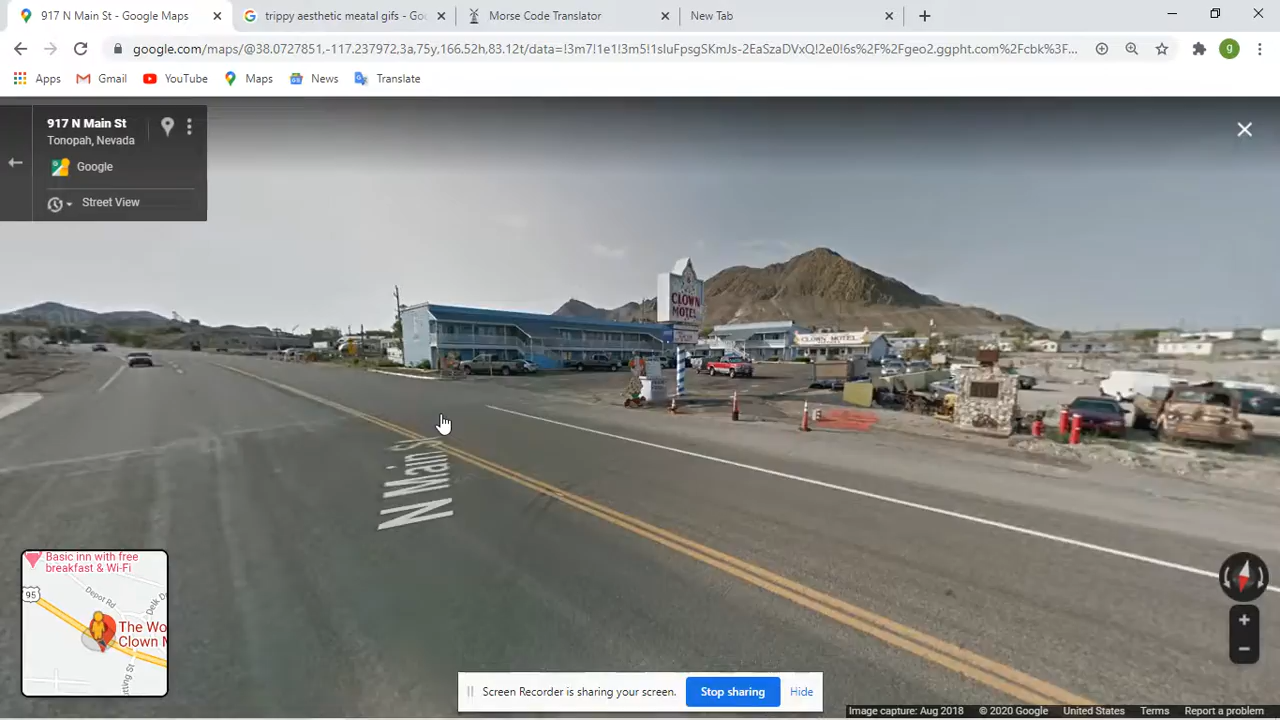 917 N Main St - Google Maps
trippy aesthetic meatal gifs - Goo
Morse Code Translator
New Tab
google.com/maps/@38.0727851,-117.237972,3a,75y,166.52h,83.12t/data=!3m7!1e1!3m5!1sluFpsgSKmJs-2EaSzaDVxQ!2e0!6s%2F%2Fgeo2.ggpht.com%2Fcbk%3F...
g
Apps
Gmail
YouTube
Maps
News
Translate
917 N Main St
Tonopah, Nevada
Google
Street View
CLOWN
MOTEL
CLOWN MOTEL
N Main St
Basic inn with free
breakfast & Wi-Fi
95
Depot Rd
The Wo
Clown M
Screen Recorder is sharing your screen.
Stop sharing
Hide
Image capture: Aug 2018
© 2020 Google
United States
Terms
Report a problem